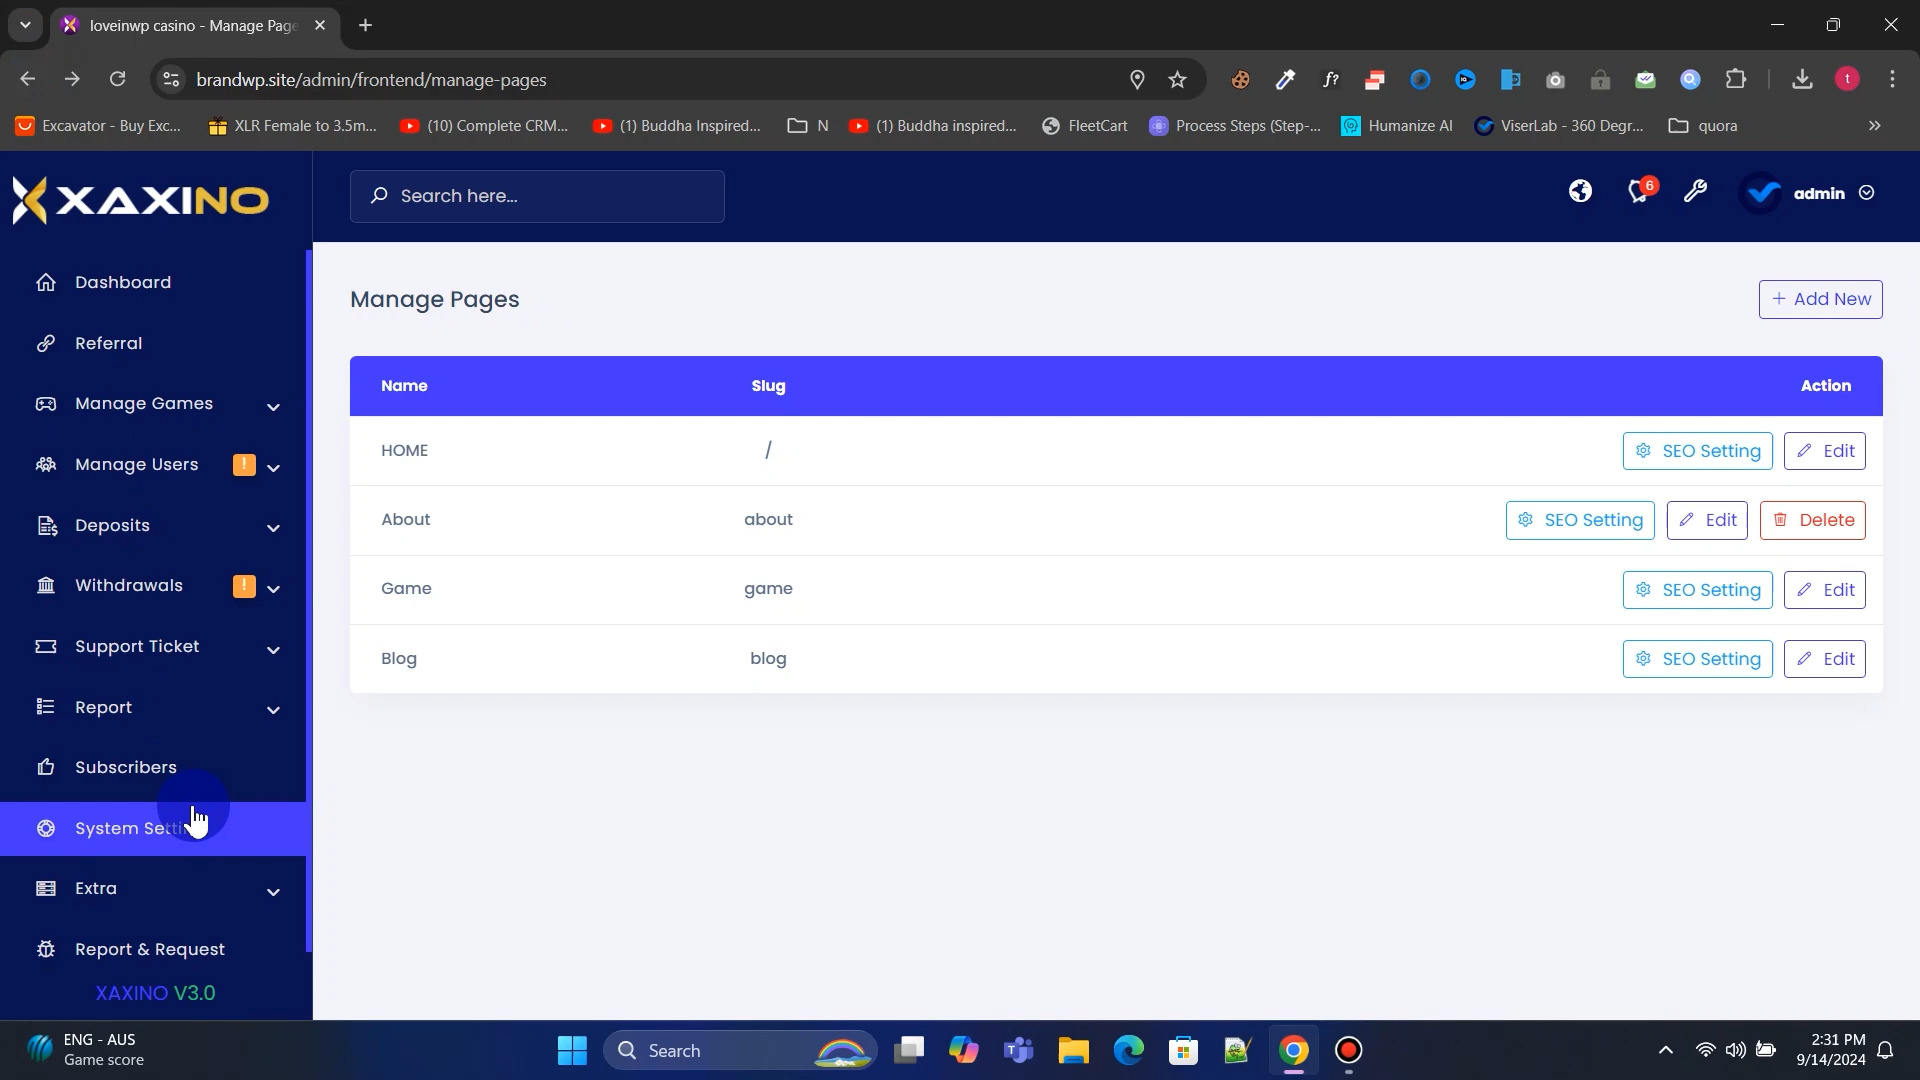 loveinwp casino - Manage Page
brandwp.site/admin/frontend/manage-pages
Excavator - Buy Exc...
XLR Female to 3.5m...
(10) Complete CRM...
(1) Buddha Inspired...
N
(1) Buddha inspired...
FleetCart
Process Steps (Step-...
Humanize AI
ViserLab - 360 Degr...
quora
XAXINO
Search here...
6
admin
Dashboard
Referral
Manage Games
Manage Users
!
Deposits
Withdrawals
!
Support Ticket
Report
Subscribers
System Setti
Extra
Report & Request
XAXINO V3.0
Manage Pages
+ Add New
Name Slug Action
HOME / SEO Setting Edit
About about SEO Setting Edit Delete
Game game SEO Setting Edit
Blog blog SEO Setting Edit
ENG - AUS
Game score
Search
2:31 PM
9/14/2024